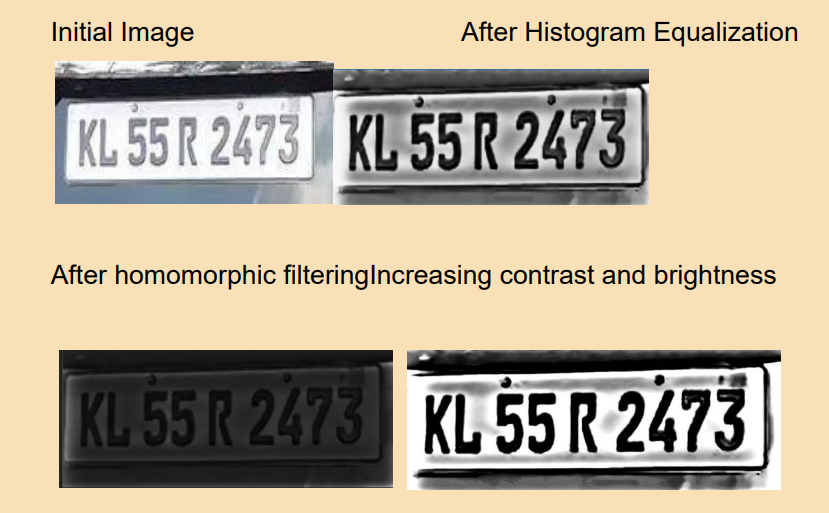 Initial Image
After Histogram Equalization
KL 55 R 2473
KL 55 R 2473
After homomorphic filteringIncreasing contrast and brightness
KL 55 R 2473
KL 55 R 2473